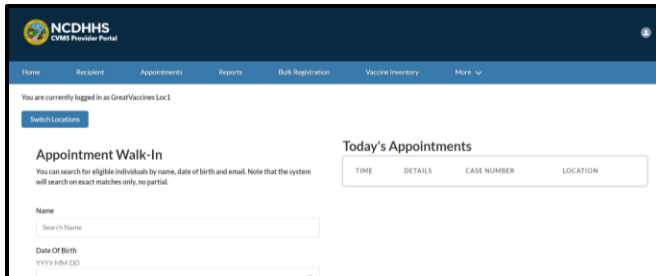 NCDHHS
CVMS Provider Portal
Home Recipient Appointments Reports Bulk Registration Vaccine Inventory More
You are currently logged in as GreatVaccines Loc1
Switch Locations
Appointment Walk-In
You can search for eligible individuals by name, date of birth and email. Note that the system
will search on exact matches only, no partial.
Name
Search Name
Date Of Birth
YYYY-MM-DD
Today's Appointments
TIME DETAILS CASE NUMBER LOCATION